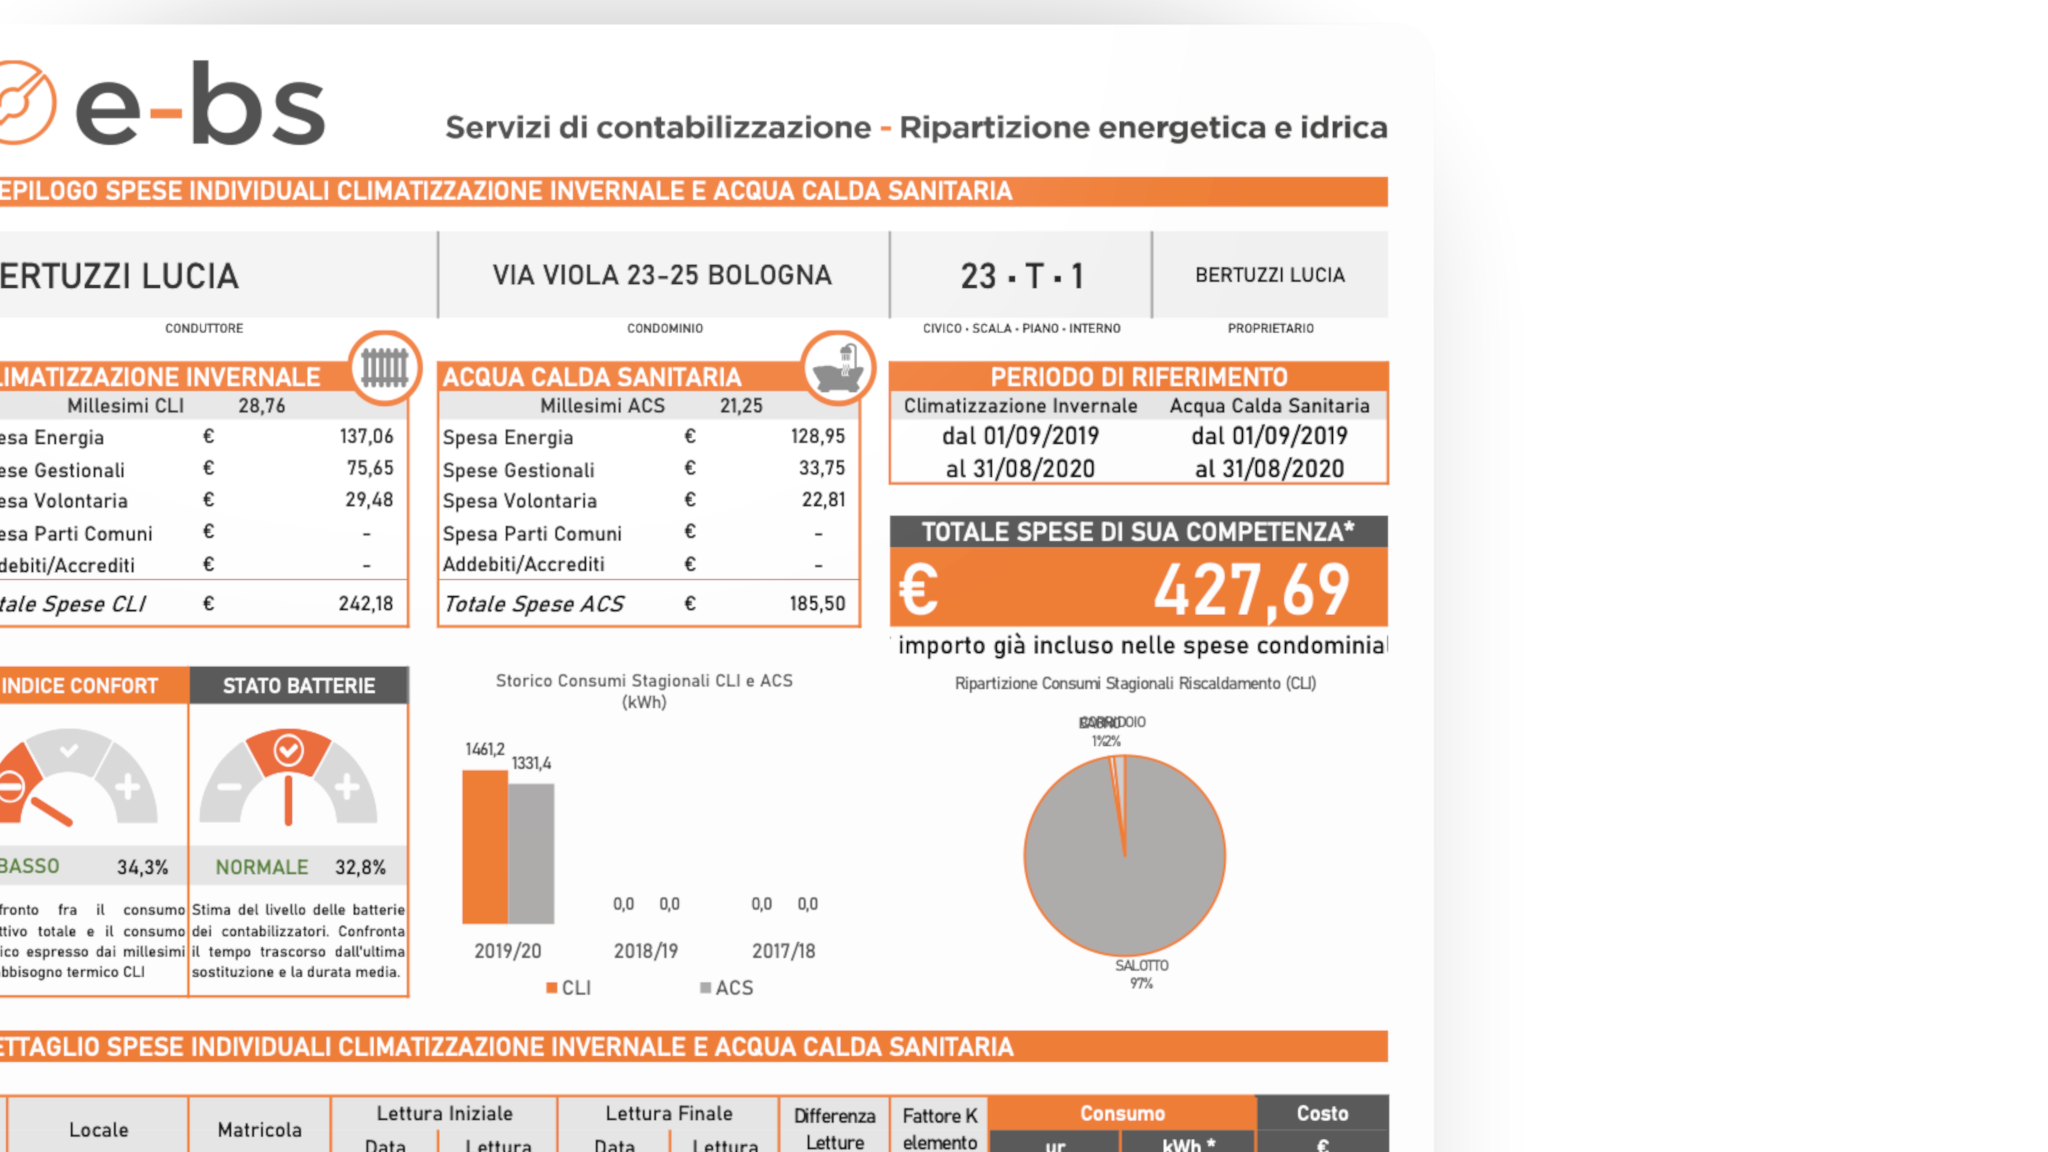 e-bs
Servizi di contabilizzazione - Ripartizione energetica e idrica
EPILOGO SPESE INDIVIDUALI CLIMATIZZAZIONE INVERNALE E ACQUA CALDA SANITARIA
ERTUZZI LUCIA
VIA VIOLA 23-25 BOLOGNA
23 · T · 1
BERTUZZI LUCIA
CONDUTTORE
CONDOMINIO
CIVICO · SCALA · PIANO · INTERNO
PROPRIETARIO
LIMATIZZAZIONE INVERNALE
Millesimi CLI 28,76
esa Energia € 137,06
ese Gestionali € 75,65
esa Volontaria € 29,48
esa Parti Comuni € -
ddebiti/Accrediti € -
tale Spese CLI € 242,18
ACQUA CALDA SANITARIA
Millesimi ACS 21,25
Spesa Energia € 128,95
Spese Gestionali € 33,75
Spesa Volontaria € 22,81
Spesa Parti Comuni € -
Addebiti/Accrediti € -
Totale Spese ACS € 185,50
PERIODO DI RIFERIMENTO
Climatizzazione Invernale Acqua Calda Sanitaria
dal 01/09/2019 dal 01/09/2019
al 31/08/2020 al 31/08/2020
TOTALE SPESE DI SUA COMPETENZA*
€ 427,69
importo già incluso nelle spese condominial
INDICE CONFORT
BASSO 34,3%
fronto fra il consumo
ttivo totale e il consumo
ico espresso dai millesimi
bbisogno termico CLI
STATO BATTERIE
NORMALE 32,8%
Stima del livello delle batterie
dei contabilizzatori. Confronta
il tempo trascorso dall'ultima
sostituzione e la durata media.
Storico Consumi Stagionali CLI e ACS
(kWh)
1461,2
1331,4
0,0 0,0 0,0 0,0
2019/20 2018/19 2017/18
CLI ACS
Ripartizione Consumi Stagionali Riscaldamento (CLI)
CORRIDOIO
1% 2%
SALOTTO
97%
ETTAGLIO SPESE INDIVIDUALI CLIMATIZZAZIONE INVERNALE E ACQUA CALDA SANITARIA
Locale
Matricola
Lettura Iniziale
Data Lettura
Lettura Finale
Data Lettura
Differenza
Letture
Fattore K
elemento
Consumo
ur kWh *
Costo
€